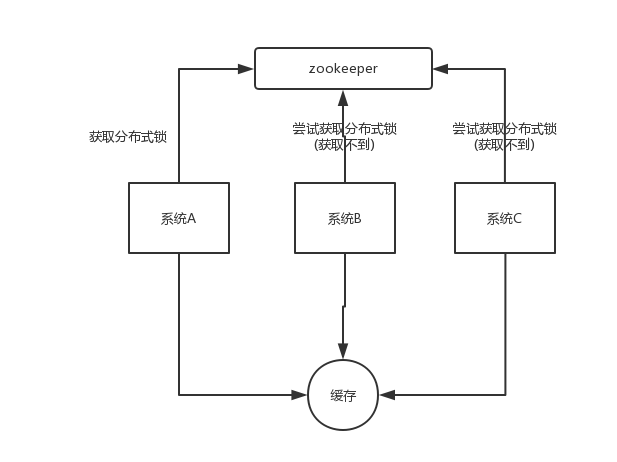 zookeeper
获取分布式锁
尝试获取分布式锁
(获取不到)
尝试获取分布式锁
(获取不到)
系统A
系统B
系统C
缓存